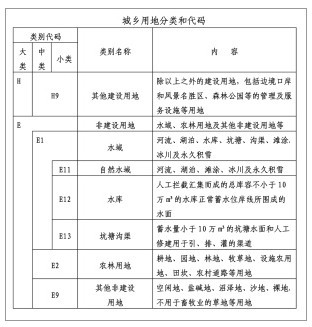 城乡用地分类和代码
类别代码
类别名称
内 容
大类
中类
小类
H
H9
其他建设用地
除以上之外的建设用地，包括边境口岸
和风景名胜区、森林公园等的管理及服
务设施等用地
E
非建设用地
水域、农林用地及其他非建设用地等
E1
水域
河流、湖泊、水库、坑塘、沟渠、滩涂、
冰川及永久积雪
E11
自然水域
河流、湖泊、滩涂、冰川及永久积雪
E12
水库
人工拦截汇集而成的总库容不小于 10
万 m³的水库正常蓄水位岸线所围成的
水面
E13
坑塘沟渠
蓄水量小于 10 万 m³的坑塘水面和人工
修建用于引、排、灌的渠道
E2
农林用地
耕地、园地、林地、牧草地、设施农用
地、田坎、农村道路等用地
E9
其他非建设
用地
空闲地、盐碱地、沼泽地、沙地、裸地、
不用于畜牧业的草地等用地